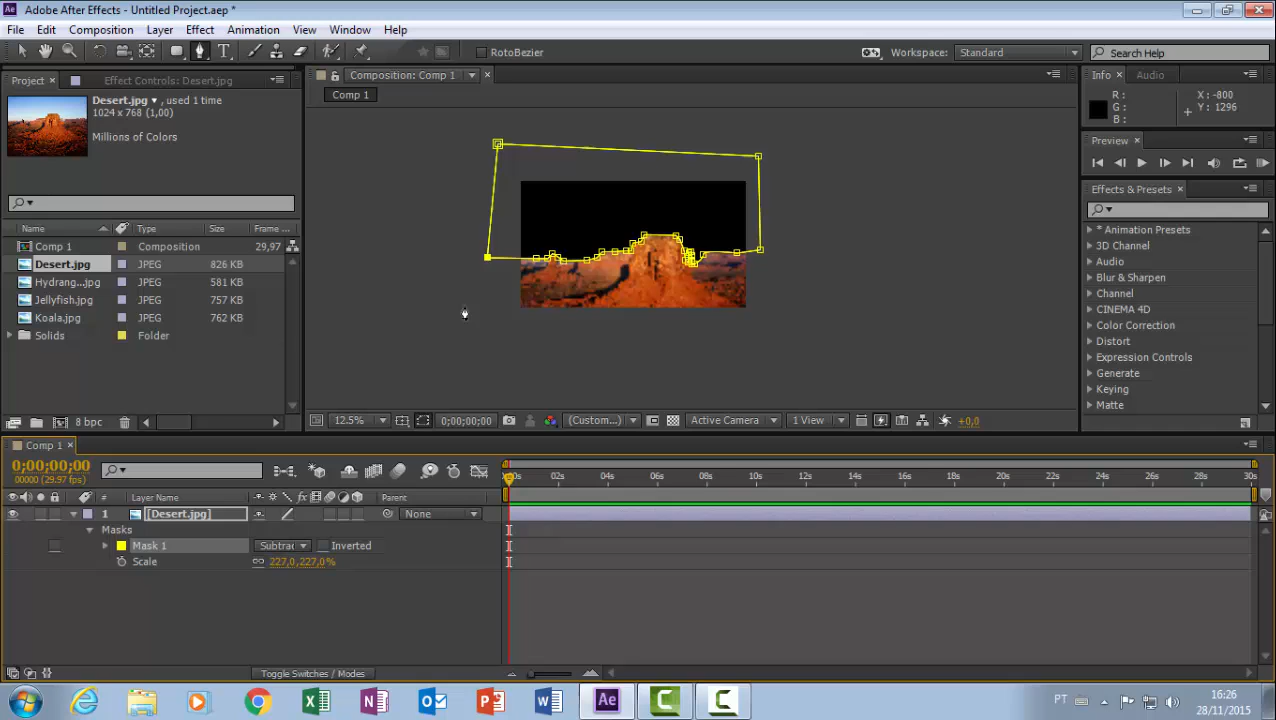 Adobe After Effects - Untitled Project.aep *
File Edit Composition Layer Effect Animation View Window Help
RotoBezier
Workspace: Standard
Search Help
Project
Effect Controls: Desert.jpg
Composition: Comp 1
Info
Audio
Desert.jpg, used 1 time
1024 x 768 (1,00)
Comp 1
R:
G:
B:
X: -800
Y: 1296
Millions of Colors
Preview
Effects & Presets
Name Type Size Frame ...
* Animation Presets
Comp 1 Composition 29,97
3D Channel
Desert.jpg JPEG 826 KB
Audio
Hydrang...jpg JPEG 581 KB
Blur & Sharpen
Jellyfish.jpg JPEG 757 KB
Channel
Koala.jpg JPEG 762 KB
CINEMA 4D
Solids Folder
Color Correction
Distort
Expression Controls
Generate
Keying
Matte
8 bpc
12.5%
0;00;00;00
(Custom...)
Active Camera
1 View
+0,0
Comp 1
0;00;00;00
00000 (29.97 fps)
02s 04s 06s 08s 10s 12s 14s 16s 18s 20s 22s 24s 26s 28s 30s
# Layer Name Parent
1 [Desert.jpg] None
Masks
Mask 1 Subtrac Inverted
Scale 227,0,227,0%
Toggle Switches / Modes
PT
16:26
28/11/2015